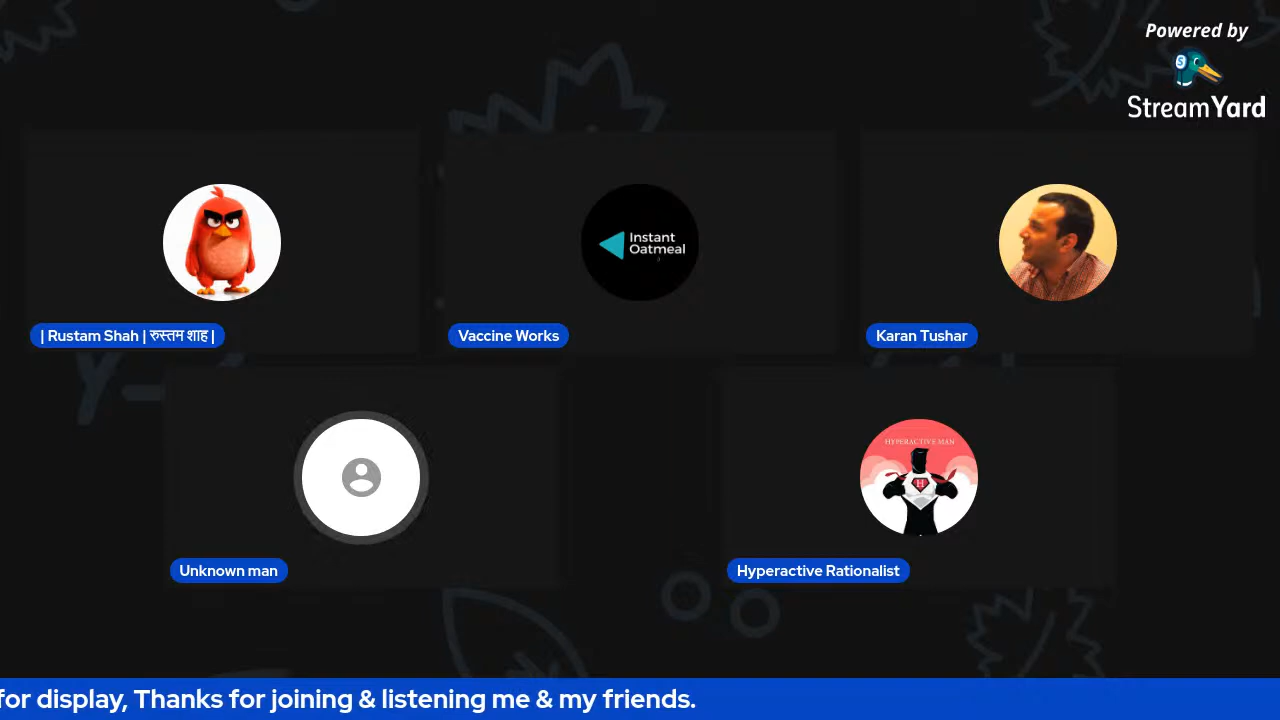 Powered by
StreamYard
Instant
Oatmeal
| Rustam Shah | रुस्तम शाह |
Vaccine Works
Karan Tushar
HYPERACTIVE MAN
H
Unknown man
Hyperactive Rationalist
for display, Thanks for joining & listening me & my friends.